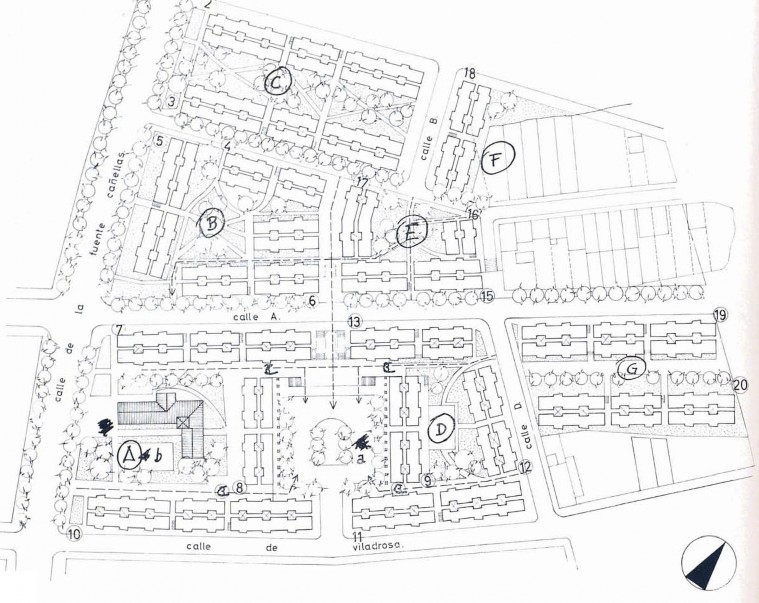 2
18
C
3
calle B.
5
4
F
17
16
B
E
calle de la fuente cañellas.
6
15
calle A.
13
19
7
G
20
D
A b
a
calle D.
8
9
12
10
11
calle de viladrosa.